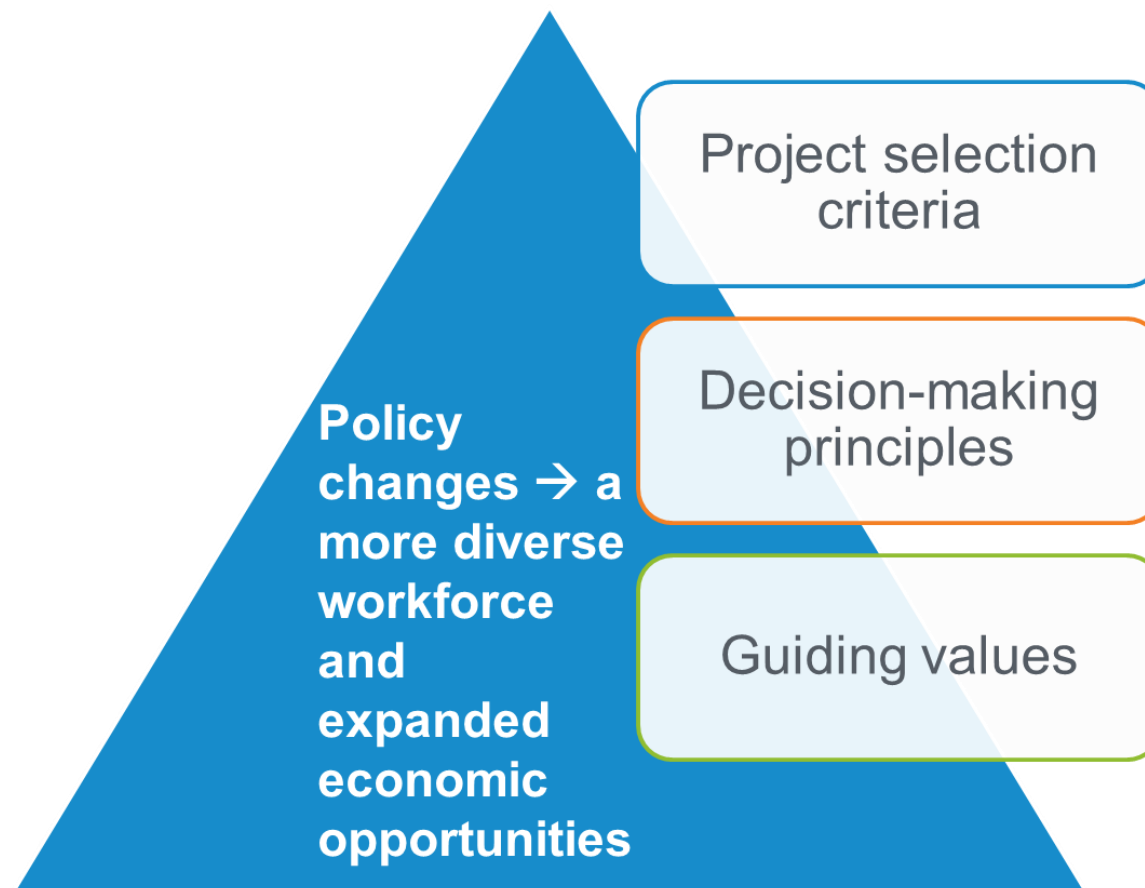 Project selection
criteria
Decision-making
principles
Guiding values
Policy
changes → a
more diverse
workforce
and
expanded
economic
opportunities